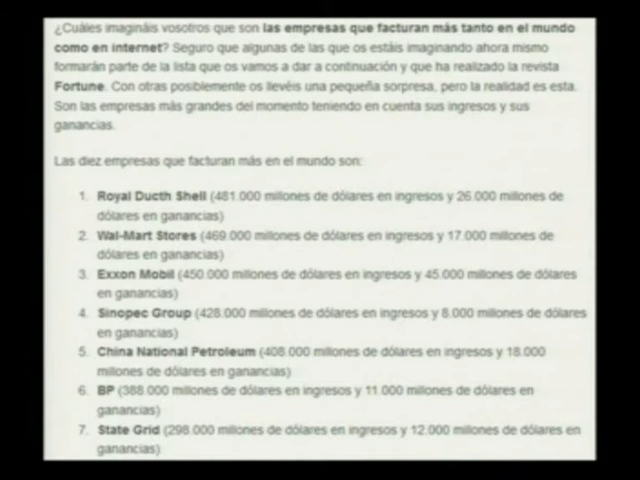 ¿Cuáles imagináis vosotros que son las empresas que facturan más tanto en el mundo
como en internet? Seguro que algunas de las que os estáis imaginando ahora mismo
formarán parte de la lista que os vamos a dar a continuación y que ha realizado la revista
Fortune. Con otras posiblemente os llevéis una pequeña sorpresa, pero la realidad es esta.
Son las empresas más grandes del momento teniendo en cuenta sus ingresos y sus
ganancias.
Las diez empresas que facturan más en el mundo son:
1. Royal Ducth Shell (481.000 millones de dólares en ingresos y 26.000 millones de
dólares en ganancias)
2. Wal-Mart Stores (469.000 millones de dólares en ingresos y 17.000 millones de
dólares en ganancias)
3. Exxon Mobil (450.000 millones de dólares en ingresos y 45.000 millones de dólares
en ganancias)
4. Sinopec Group (428.000 millones de dólares en ingresos y 8.000 millones de dólares
en ganancias)
5. China National Petroleum (408.000 millones de dólares en ingresos y 18.000
millones de dólares en ganancias)
6. BP (388.000 millones de dólares en ingresos y 11.000 millones de dólares en
ganancias)
7. State Grid (298.000 millones de dólares en ingresos y 12.000 millones de dólares en
ganancias)